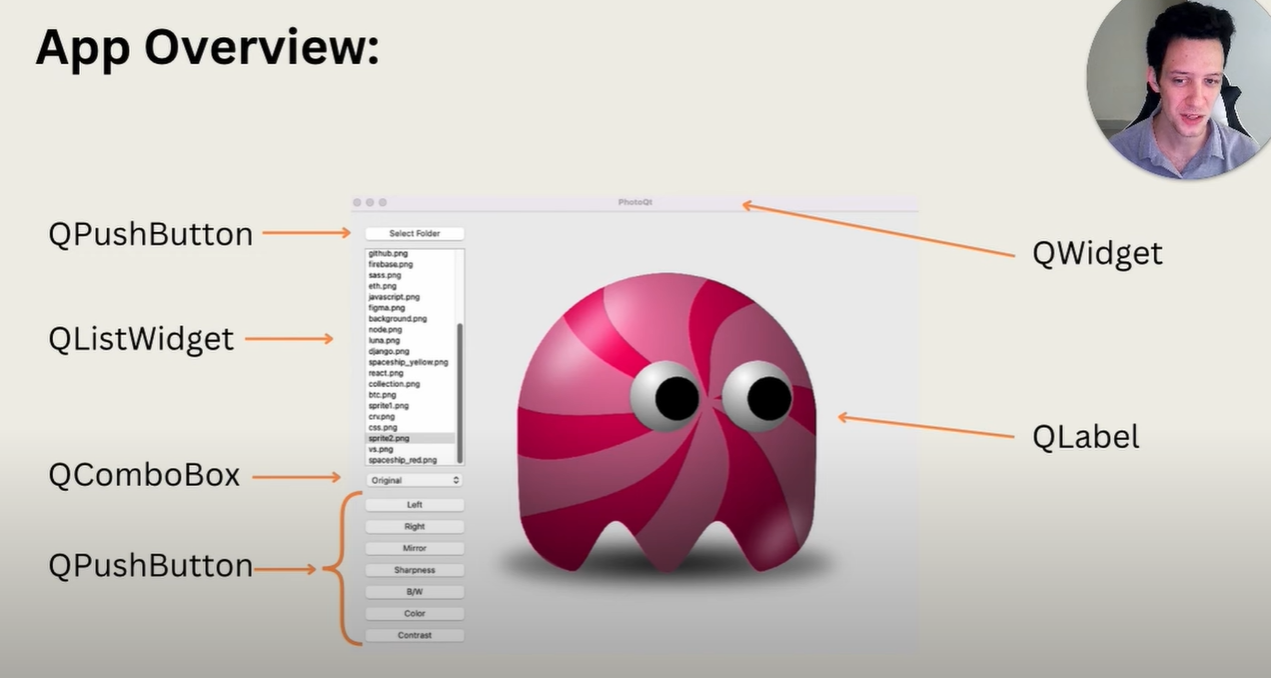 App Overview:
PhotoQt
QPushButton
Select Folder
QWidget
github.png
firebase.png
sass.png
eth.png
javascript.png
figma.png
background.png
node.png
luna.png
django.png
spaceship_yellow.png
react.png
collection.png
btc.png
sprite1.png
crv.png
css.png
sprite2.png
vs.png
spaceship_red.png
QListWidget
QLabel
QComboBox
Original
QPushButton
Left
Right
Mirror
Sharpness
B/W
Color
Contrast